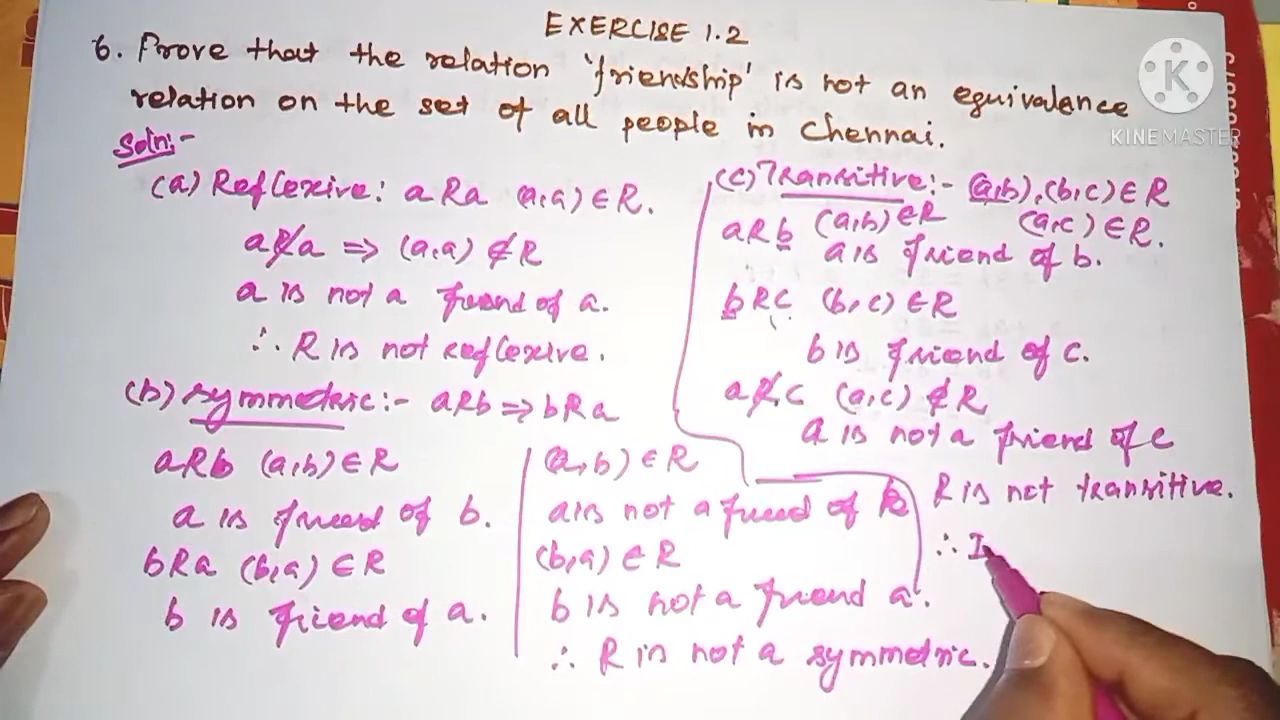 EXERCISE 1.2
6. Prove that the relation 'friendship' is not an equivalence
relation on the set of all people in Chennai.
Soln:-
(a) Reflexive: aRa (a,a) ∈ R.
aR̸a ⇒ (a,a) ∉ R
a is not a friend of a.
∴ R is not reflexive.
(b) symmetric:- aRb ⇒ bRa
aRb (a,b) ∈ R
a is friend of b.
bRa (b,a) ∈ R
b is friend of a.
(a,b) ∈ R
a is not a friend of b
(b,a) ∈ R
b is not a friend a.
∴ R is not a symmetric.
(c) Transitive:- (a,b), (b,c) ∈ R
(a,c) ∈ R.
aRb (a,b) ∈ R
a is friend of b.
bRc (b,c) ∈ R
b is friend of c.
aR̸c (a,c) ∉ R
a is not a friend of c
R is not transitive.
∴ I
K
KINEMASTER